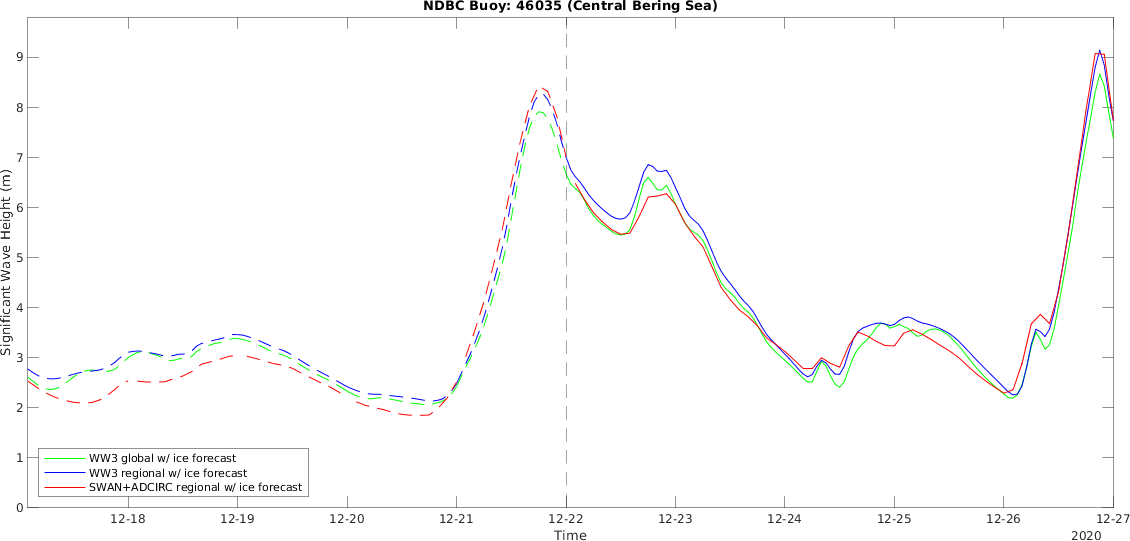 NDBC Buoy: 46035 (Central Bering Sea)
Significant Wave Height (m)
9
8
7
6
5
4
3
2
1
0
WW3 global w/ ice forecast
WW3 regional w/ ice forecast
SWAN+ADCIRC regional w/ ice forecast
12-18 12-19 12-20 12-21 12-22 12-23 12-24 12-25 12-26 12-27
Time
2020